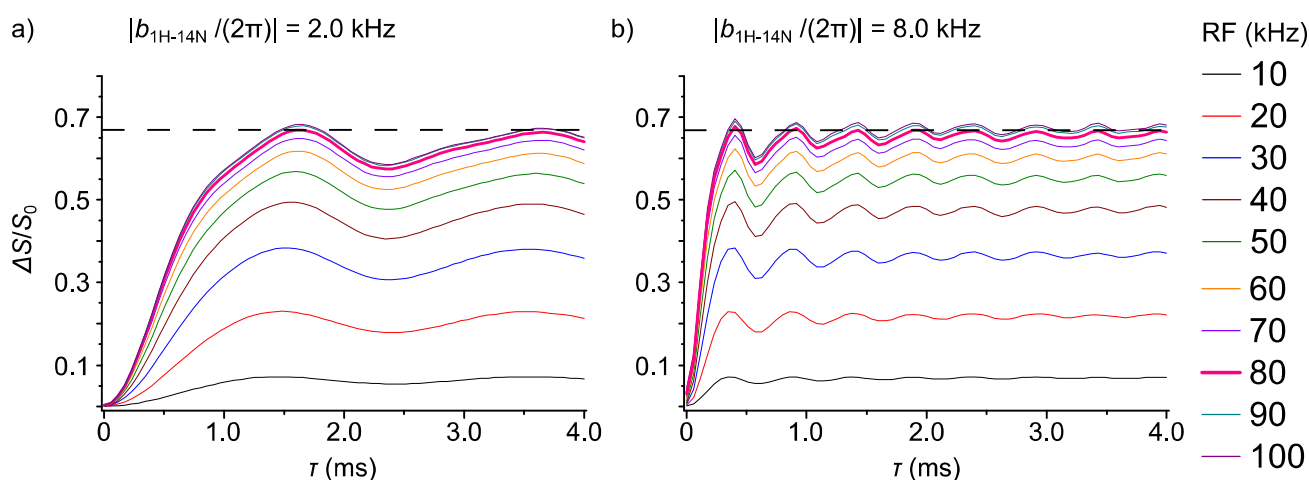 a) |b1H-14N /(2π)| = 2.0 kHz
ΔS/S0
0.7
0.5
0.3
0.1
0 1.0 2.0 3.0 4.0
τ (ms)
b) |b1H-14N /(2π)| = 8.0 kHz
0.7
0.5
0.3
0.1
0 1.0 2.0 3.0 4.0
τ (ms)
RF (kHz)
10
20
30
40
50
60
70
80
90
100